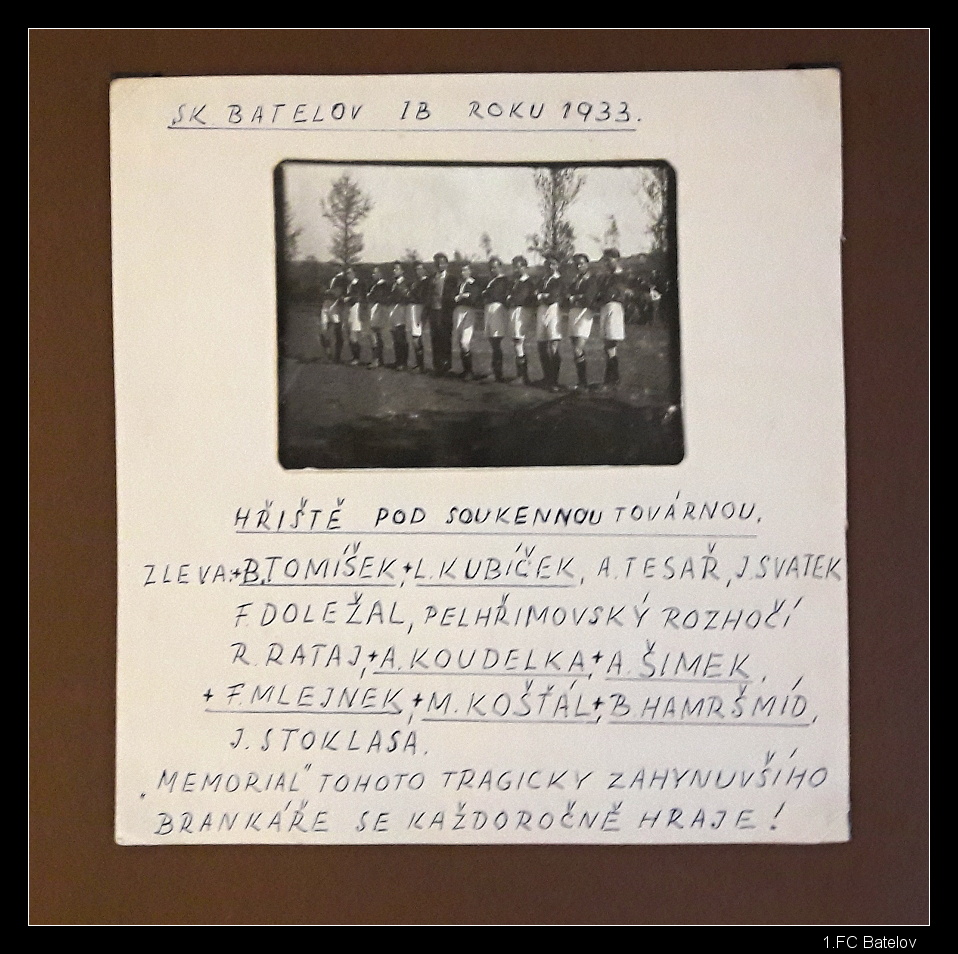 SK. BATELOV IB ROKU 1933.
HŘIŠTĚ POD SOUKENNOU TOVÁRNOU.
ZLEVA:+B.TOMÍŠEK,+L.KUBÍČEK, A.TESAŘ, J.SVATEK
F.DOLEŽAL, PELHŘIMOVSKÝ ROZHOČÍ
R.RATAJ,+A.KOUDELKA,+A.ŠIMEK,
+F.MLEJNEK,+M.KOŠŤÁL,+B.HAMRŠMÍD,
J.STOKLASA.
„MEMORIAL" TOHOTO TRAGICKY ZAHYNUVŠÍHO
BRANKÁŘE SE KAŽDOROČNĚ HRAJE!
1.FC Batelov